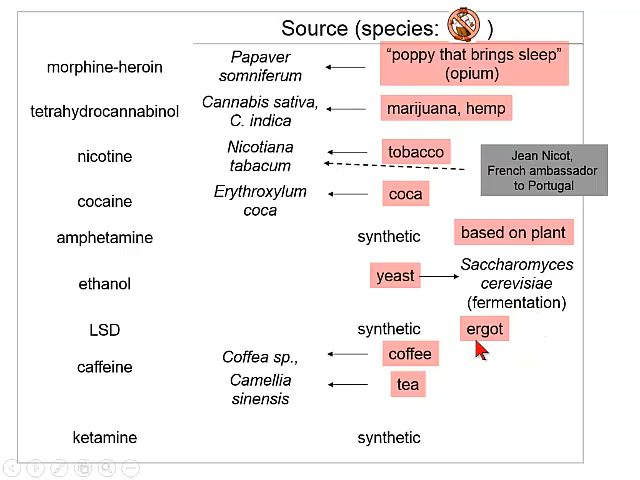 Source (species: )
morphine-heroin
Papaver
somniferum
“poppy that brings sleep”
(opium)
tetrahydrocannabinol
Cannabis sativa,
C. indica
marijuana, hemp
nicotine
Nicotiana
tabacum
tobacco
Jean Nicot,
French ambassador
to Portugal
cocaine
Erythroxylum
coca
coca
amphetamine
synthetic
based on plant
ethanol
yeast
Saccharomyces
cerevisiae
(fermentation)
LSD
synthetic
ergot
caffeine
Coffea sp.,
coffee
Camellia
sinensis
tea
ketamine
synthetic